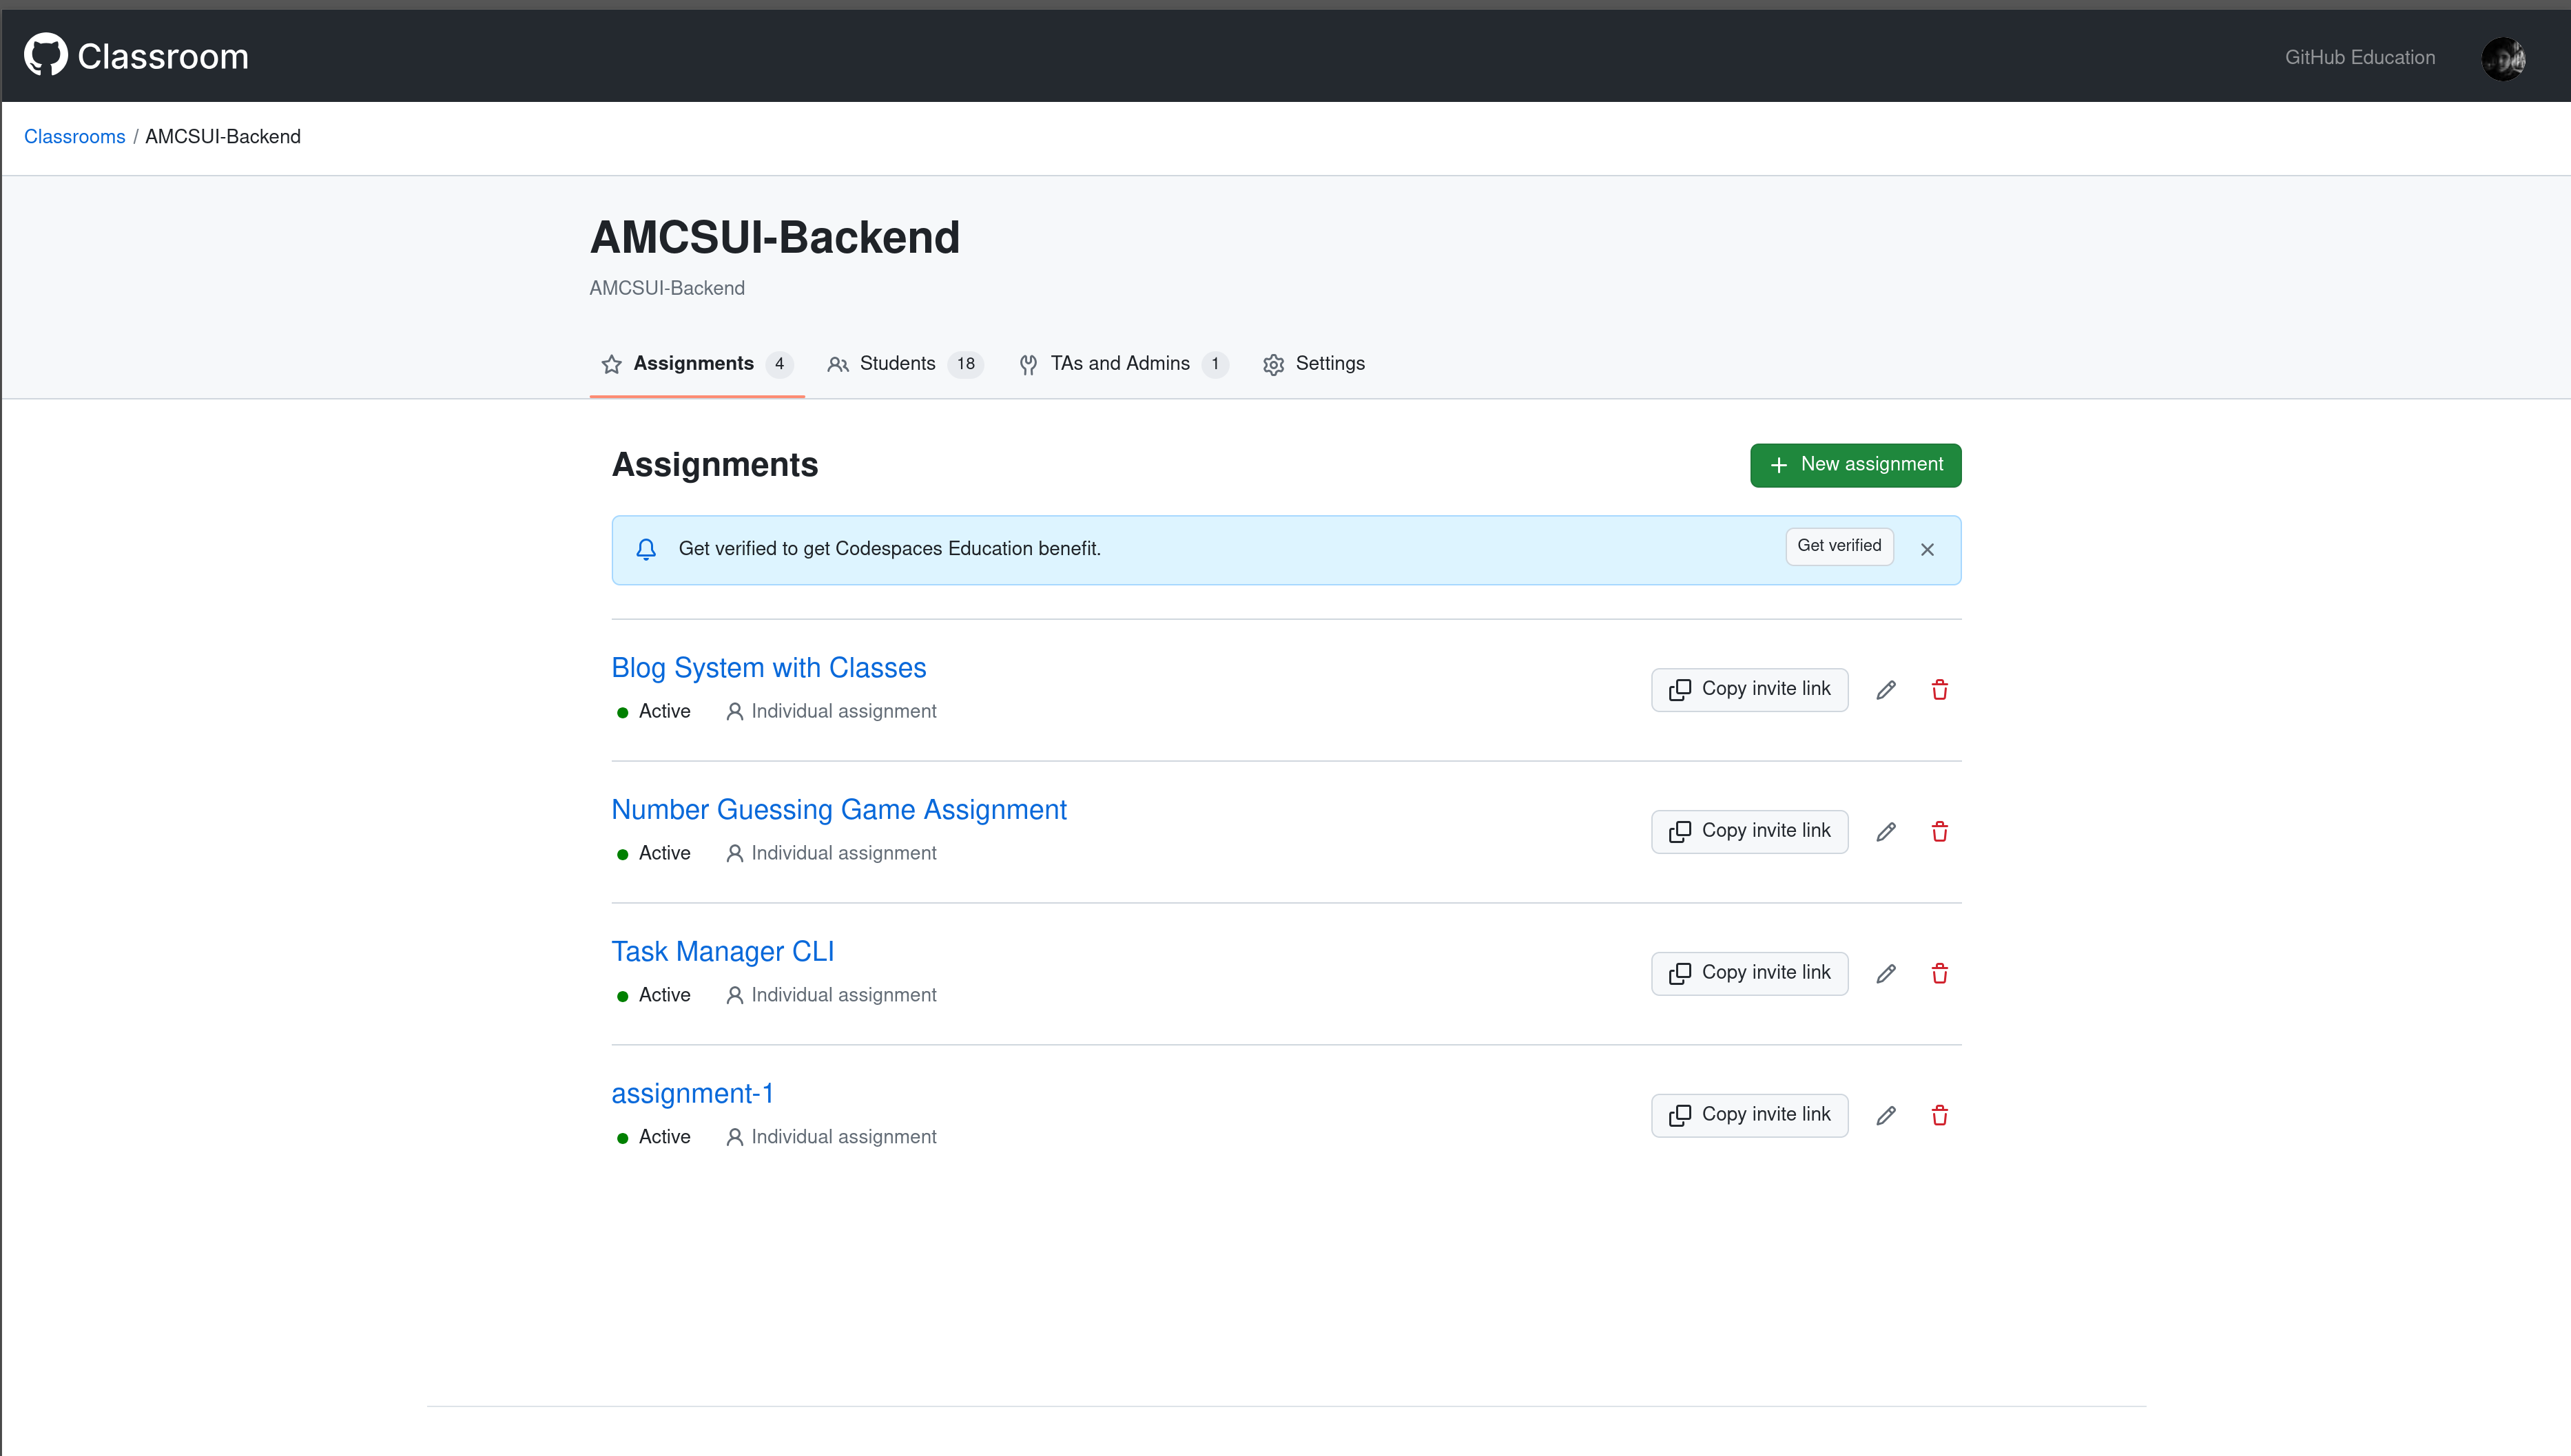 Classroom GitHub Education
Classrooms / AMCSUI-Backend
AMCSUI-Backend
AMCSUI-Backend
Assignments 4 Students 18 TAs and Admins 1 Settings
Assignments New assignment
Get verified to get Codespaces Education benefit. Get verified
Blog System with Classes
Copy invite link
Active Individual assignment
Number Guessing Game Assignment
Copy invite link
Active Individual assignment
Task Manager CLI
Copy invite link
Active Individual assignment
assignment-1
Copy invite link
Active Individual assignment